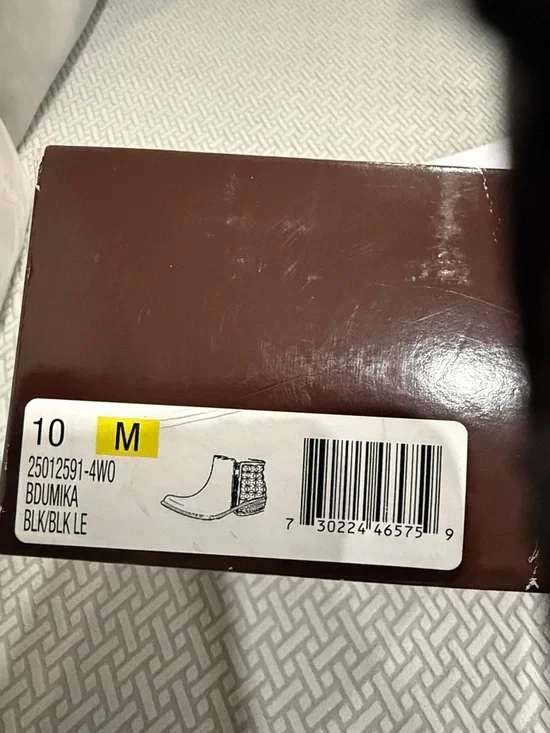 10 M
25012591-4W0
BDUMIKA
BLK/BLK LE
7 30224 46575 9